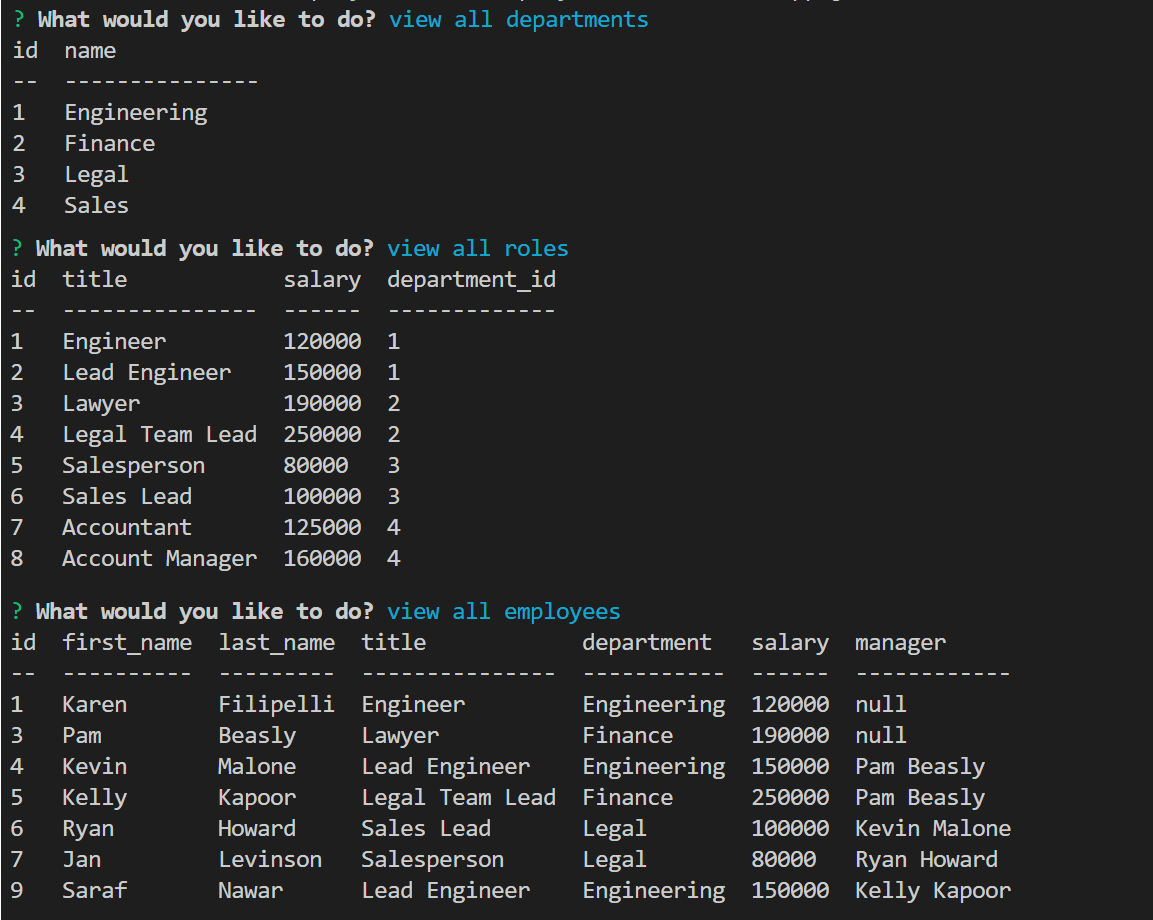 ? What would you like to do? view all departments
id  name
--  ---------------
1   Engineering
2   Finance
3   Legal
4   Sales
? What would you like to do? view all roles
id  title            salary  department_id
--  ---------------  ------  -------------
1   Engineer         120000  1
2   Lead Engineer    150000  1
3   Lawyer           190000  2
4   Legal Team Lead  250000  2
5   Salesperson      80000   3
6   Sales Lead       100000  3
7   Accountant       125000  4
8   Account Manager  160000  4
? What would you like to do? view all employees
id  first_name  last_name  title            department   salary  manager
--  ----------  ---------  ---------------  -----------  ------  ------------
1   Karen       Filipelli  Engineer         Engineering  120000  null
3   Pam         Beasly     Lawyer           Finance      190000  null
4   Kevin       Malone     Lead Engineer    Engineering  150000  Pam Beasly
5   Kelly       Kapoor     Legal Team Lead  Finance      250000  Pam Beasly
6   Ryan        Howard     Sales Lead       Legal        100000  Kevin Malone
7   Jan         Levinson   Salesperson      Legal        80000   Ryan Howard
9   Saraf       Nawar      Lead Engineer    Engineering  150000  Kelly Kapoor